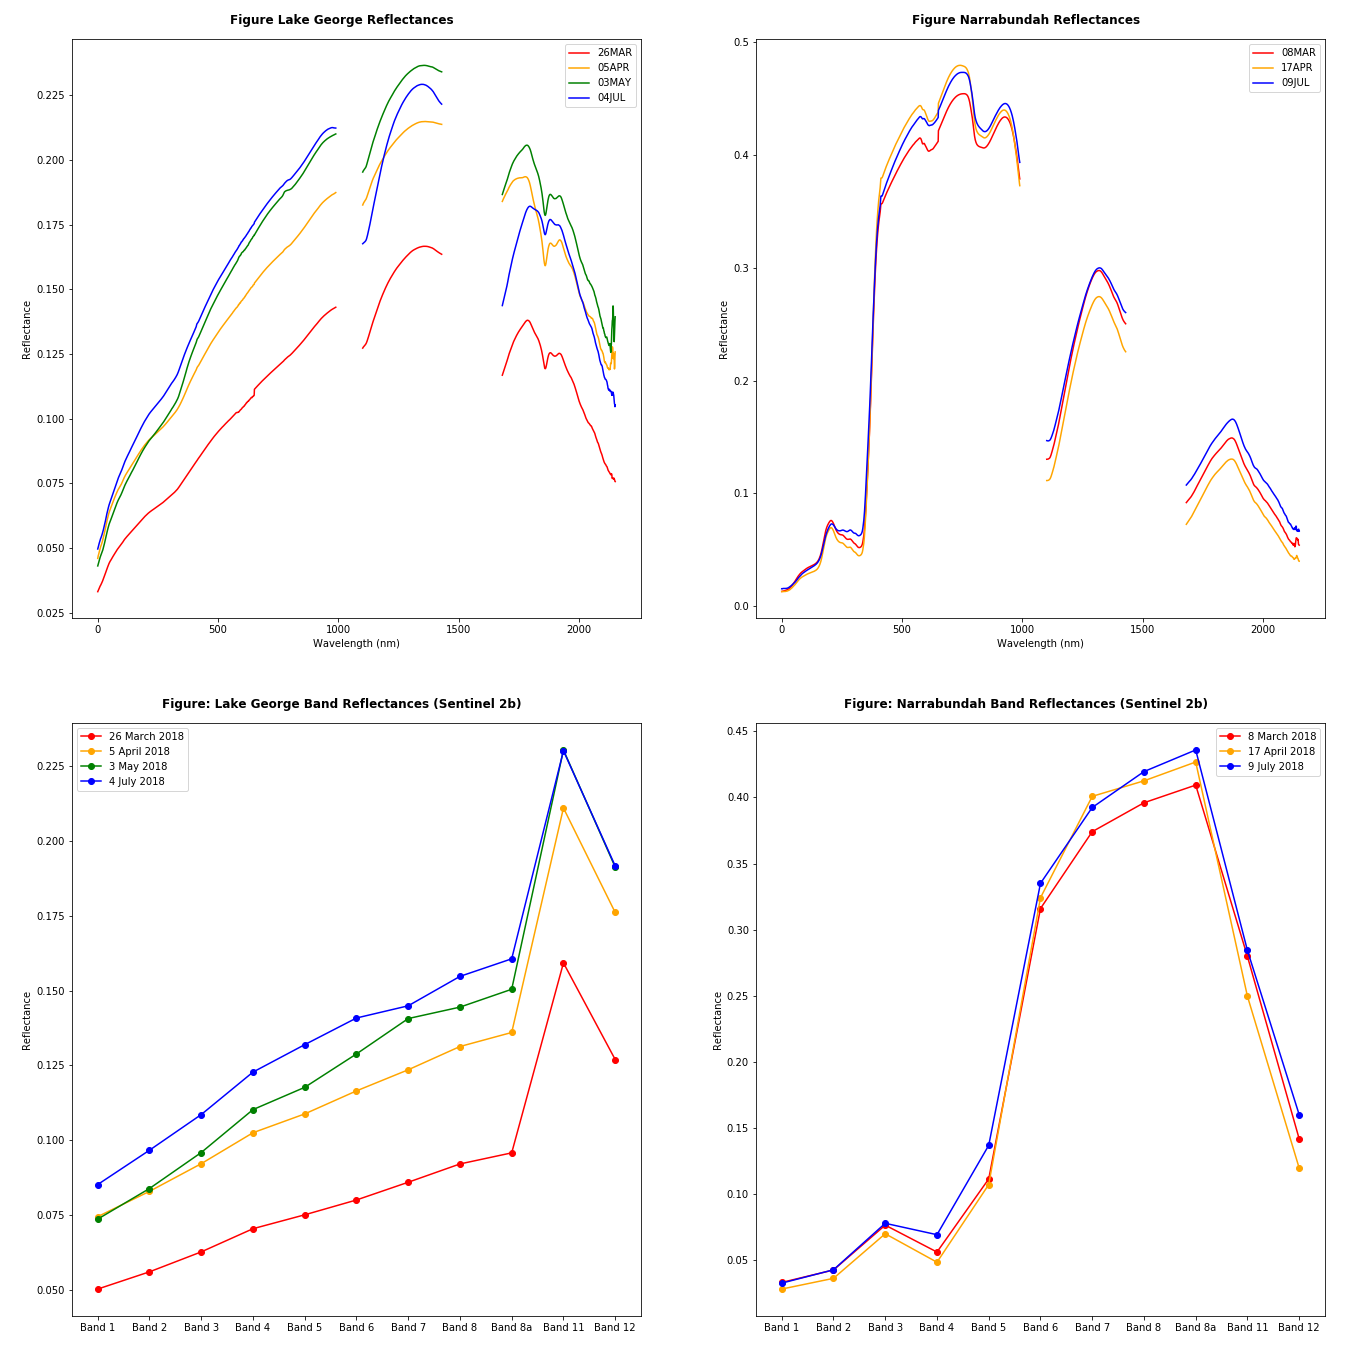 Figure Lake George Reflectances
26MAR
05APR
03MAY
04JUL
0.225
0.200
0.175
0.150
0.125
0.100
0.075
0.050
0.025
Reflectance
0 500 1000 1500 2000
Wavelength (nm)
Figure Narrabundah Reflectances
08MAR
17APR
09JUL
0.5
0.4
0.3
0.2
0.1
0.0
Reflectance
0 500 1000 1500 2000
Wavelength (nm)
Figure: Lake George Band Reflectances (Sentinel 2b)
26 March 2018
5 April 2018
3 May 2018
4 July 2018
0.225
0.200
0.175
0.150
0.125
0.100
0.075
0.050
Reflectance
Band 1 Band 2 Band 3 Band 4 Band 5 Band 6 Band 7 Band 8 Band 8a Band 11 Band 12
Figure: Narrabundah Band Reflectances (Sentinel 2b)
8 March 2018
17 April 2018
9 July 2018
0.45
0.40
0.35
0.30
0.25
0.20
0.15
0.10
0.05
Reflectance
Band 1 Band 2 Band 3 Band 4 Band 5 Band 6 Band 7 Band 8 Band 8a Band 11 Band 12